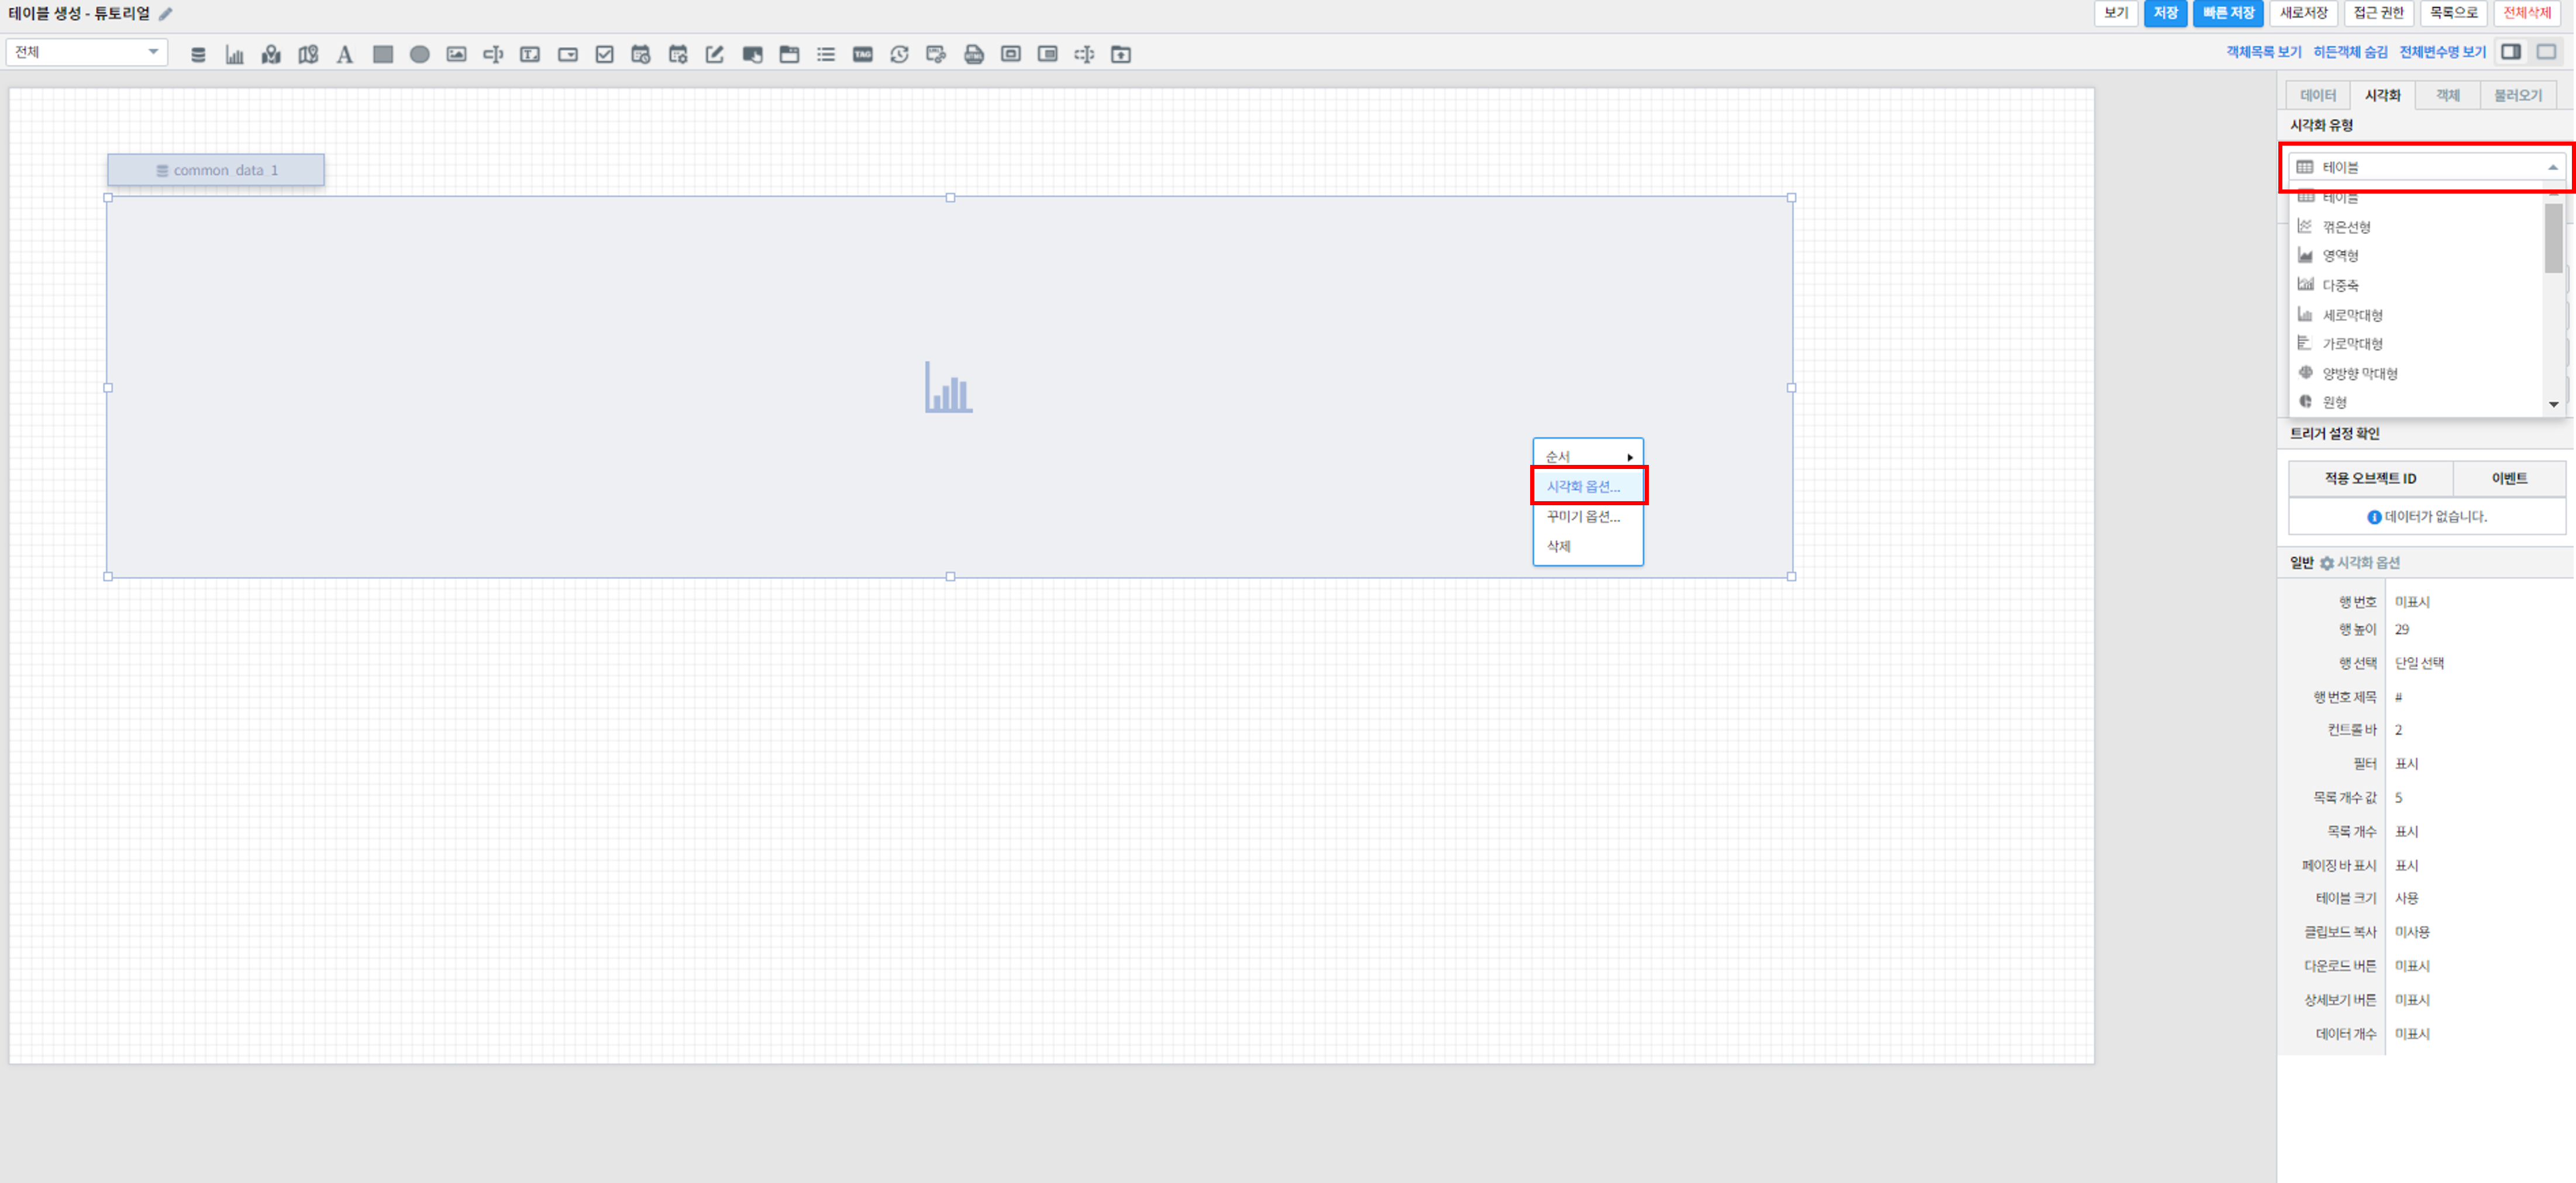 테이블 생성 - 튜토리얼
보기 저장 빠른 저장 새로저장 접근 권한 목록으로 전체삭제
전체
A
TAG
객체목록 보기 히든객체 숨김 전체변수명 보기
데이터 시각화 객체 불러오기
시각화 유형
테이블
테이블
꺾은선형
영역형
다중축
세로막대형
가로막대형
양방향 막대형
원형
common_data_1
순서
시각화 옵션...
꾸미기 옵션...
삭제
트리거 설정 확인
적용 오브젝트 ID 이벤트
데이터가 없습니다.
일반 시각화 옵션
행 번호 미표시
행 높이 29
행 선택 단일 선택
행 번호 제목 #
컨트롤 바 2
필터 표시
목록 개수 값 5
목록 개수 표시
페이징 바 표시 표시
테이블 크기 사용
클립보드 복사 미사용
다운로드 버튼 미표시
상세보기 버튼 미표시
데이터 개수 미표시